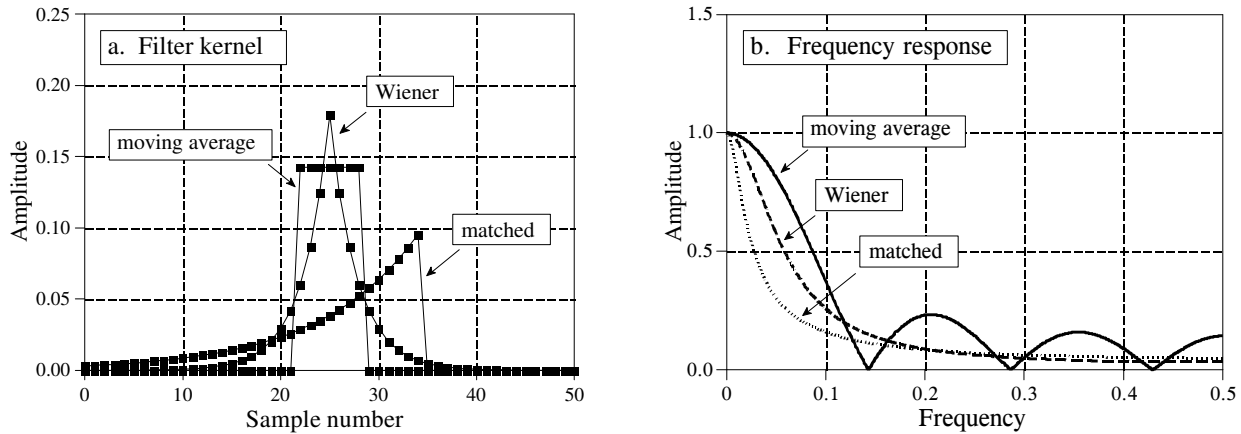 a. Filter kernel
Wiener
moving average
matched
Amplitude
0.25
0.20
0.15
0.10
0.05
0.00
0 10 20 30 40 50
Sample number
b. Frequency response
moving average
Wiener
matched
Amplitude
1.5
1.0
0.5
0.0
0 0.1 0.2 0.3 0.4 0.5
Frequency